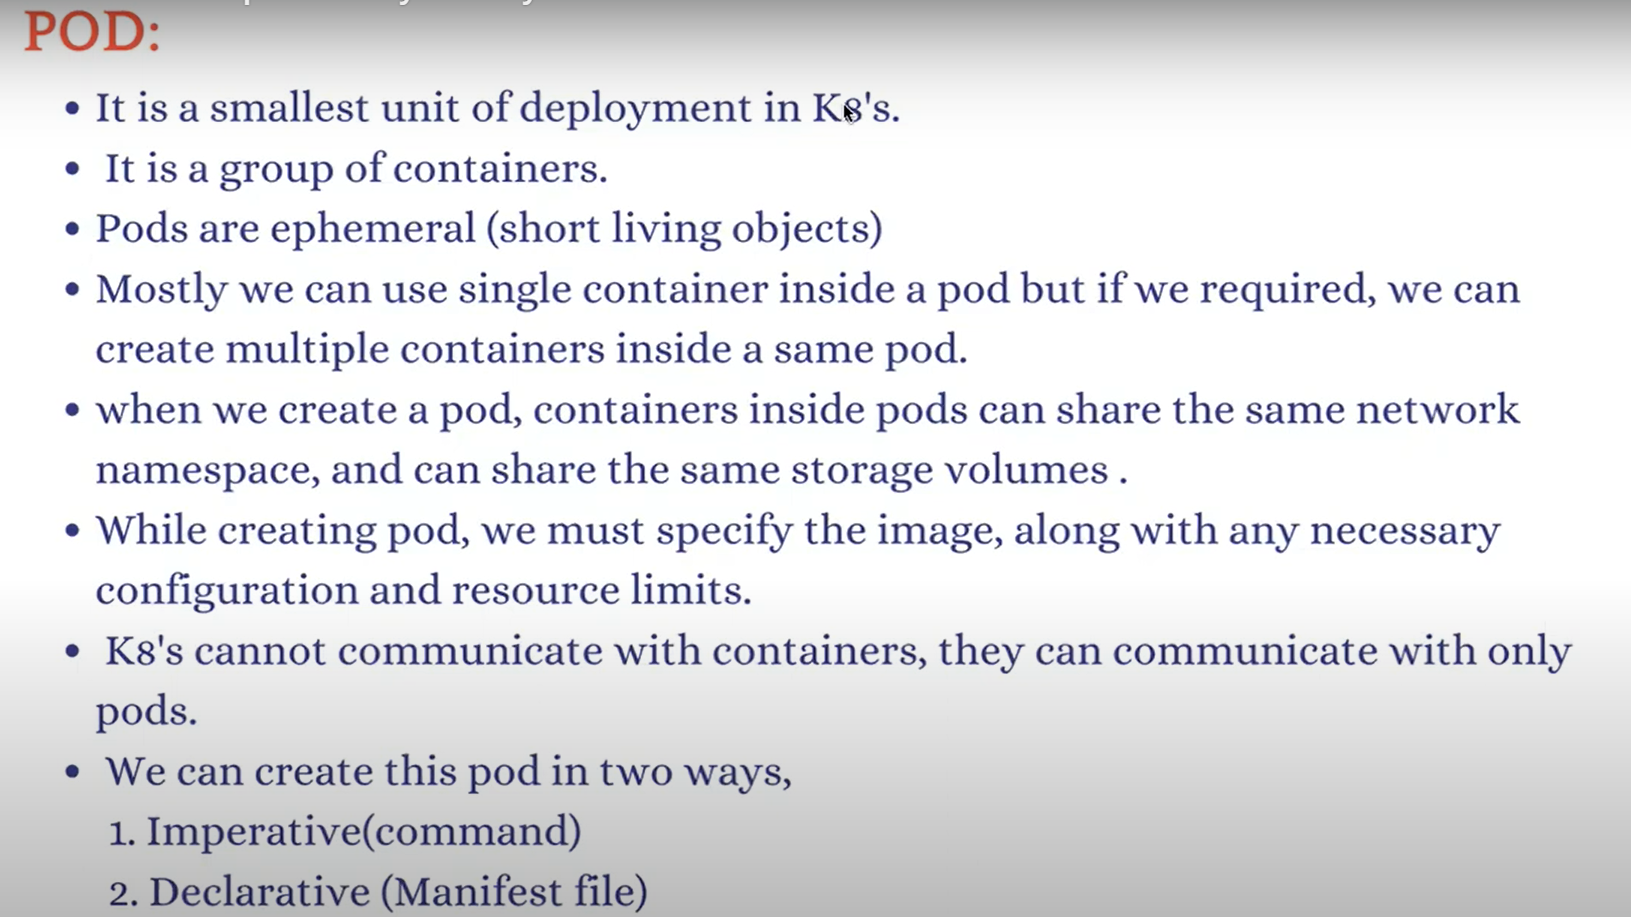 POD:
• It is a smallest unit of deployment in K8's.
• It is a group of containers.
• Pods are ephemeral (short living objects)
• Mostly we can use single container inside a pod but if we required, we can
create multiple containers inside a same pod.
• when we create a pod, containers inside pods can share the same network
namespace, and can share the same storage volumes .
• While creating pod, we must specify the image, along with any necessary
configuration and resource limits.
• K8's cannot communicate with containers, they can communicate with only
pods.
• We can create this pod in two ways,
1. Imperative(command)
2. Declarative (Manifest file)